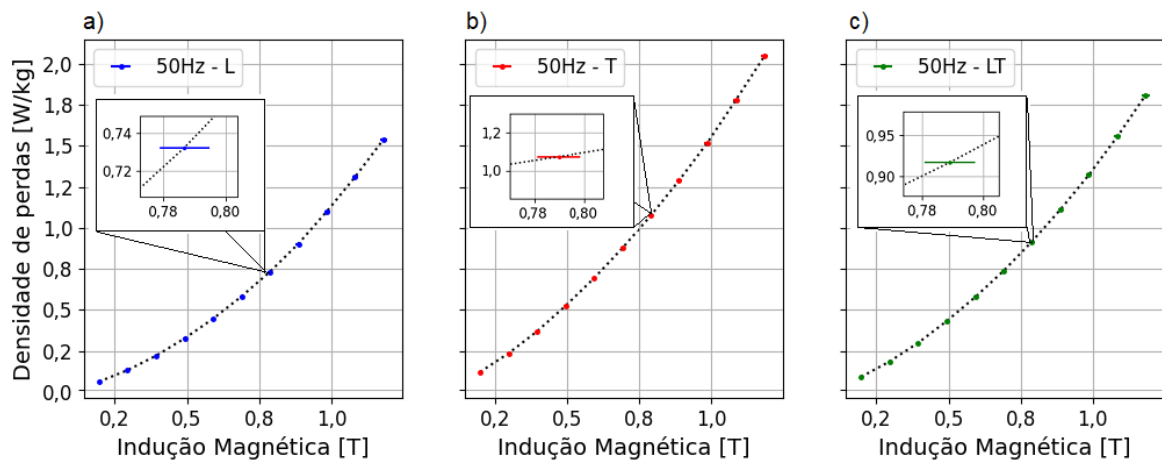 a)
b)
c)
Densidade de perdas [W/kg]
2,0
1,8
1,5
1,2
1,0
0,8
0,5
0,2
0,0
50Hz - L
0,74
0,72
0,78 0,80
0,2 0,5 0,8 1,0
Indução Magnética [T]
50Hz - T
1,2
1,0
0,78 0,80
0,2 0,5 0,8 1,0
Indução Magnética [T]
50Hz - LT
0,95
0,90
0,78 0,80
0,2 0,5 0,8 1,0
Indução Magnética [T]